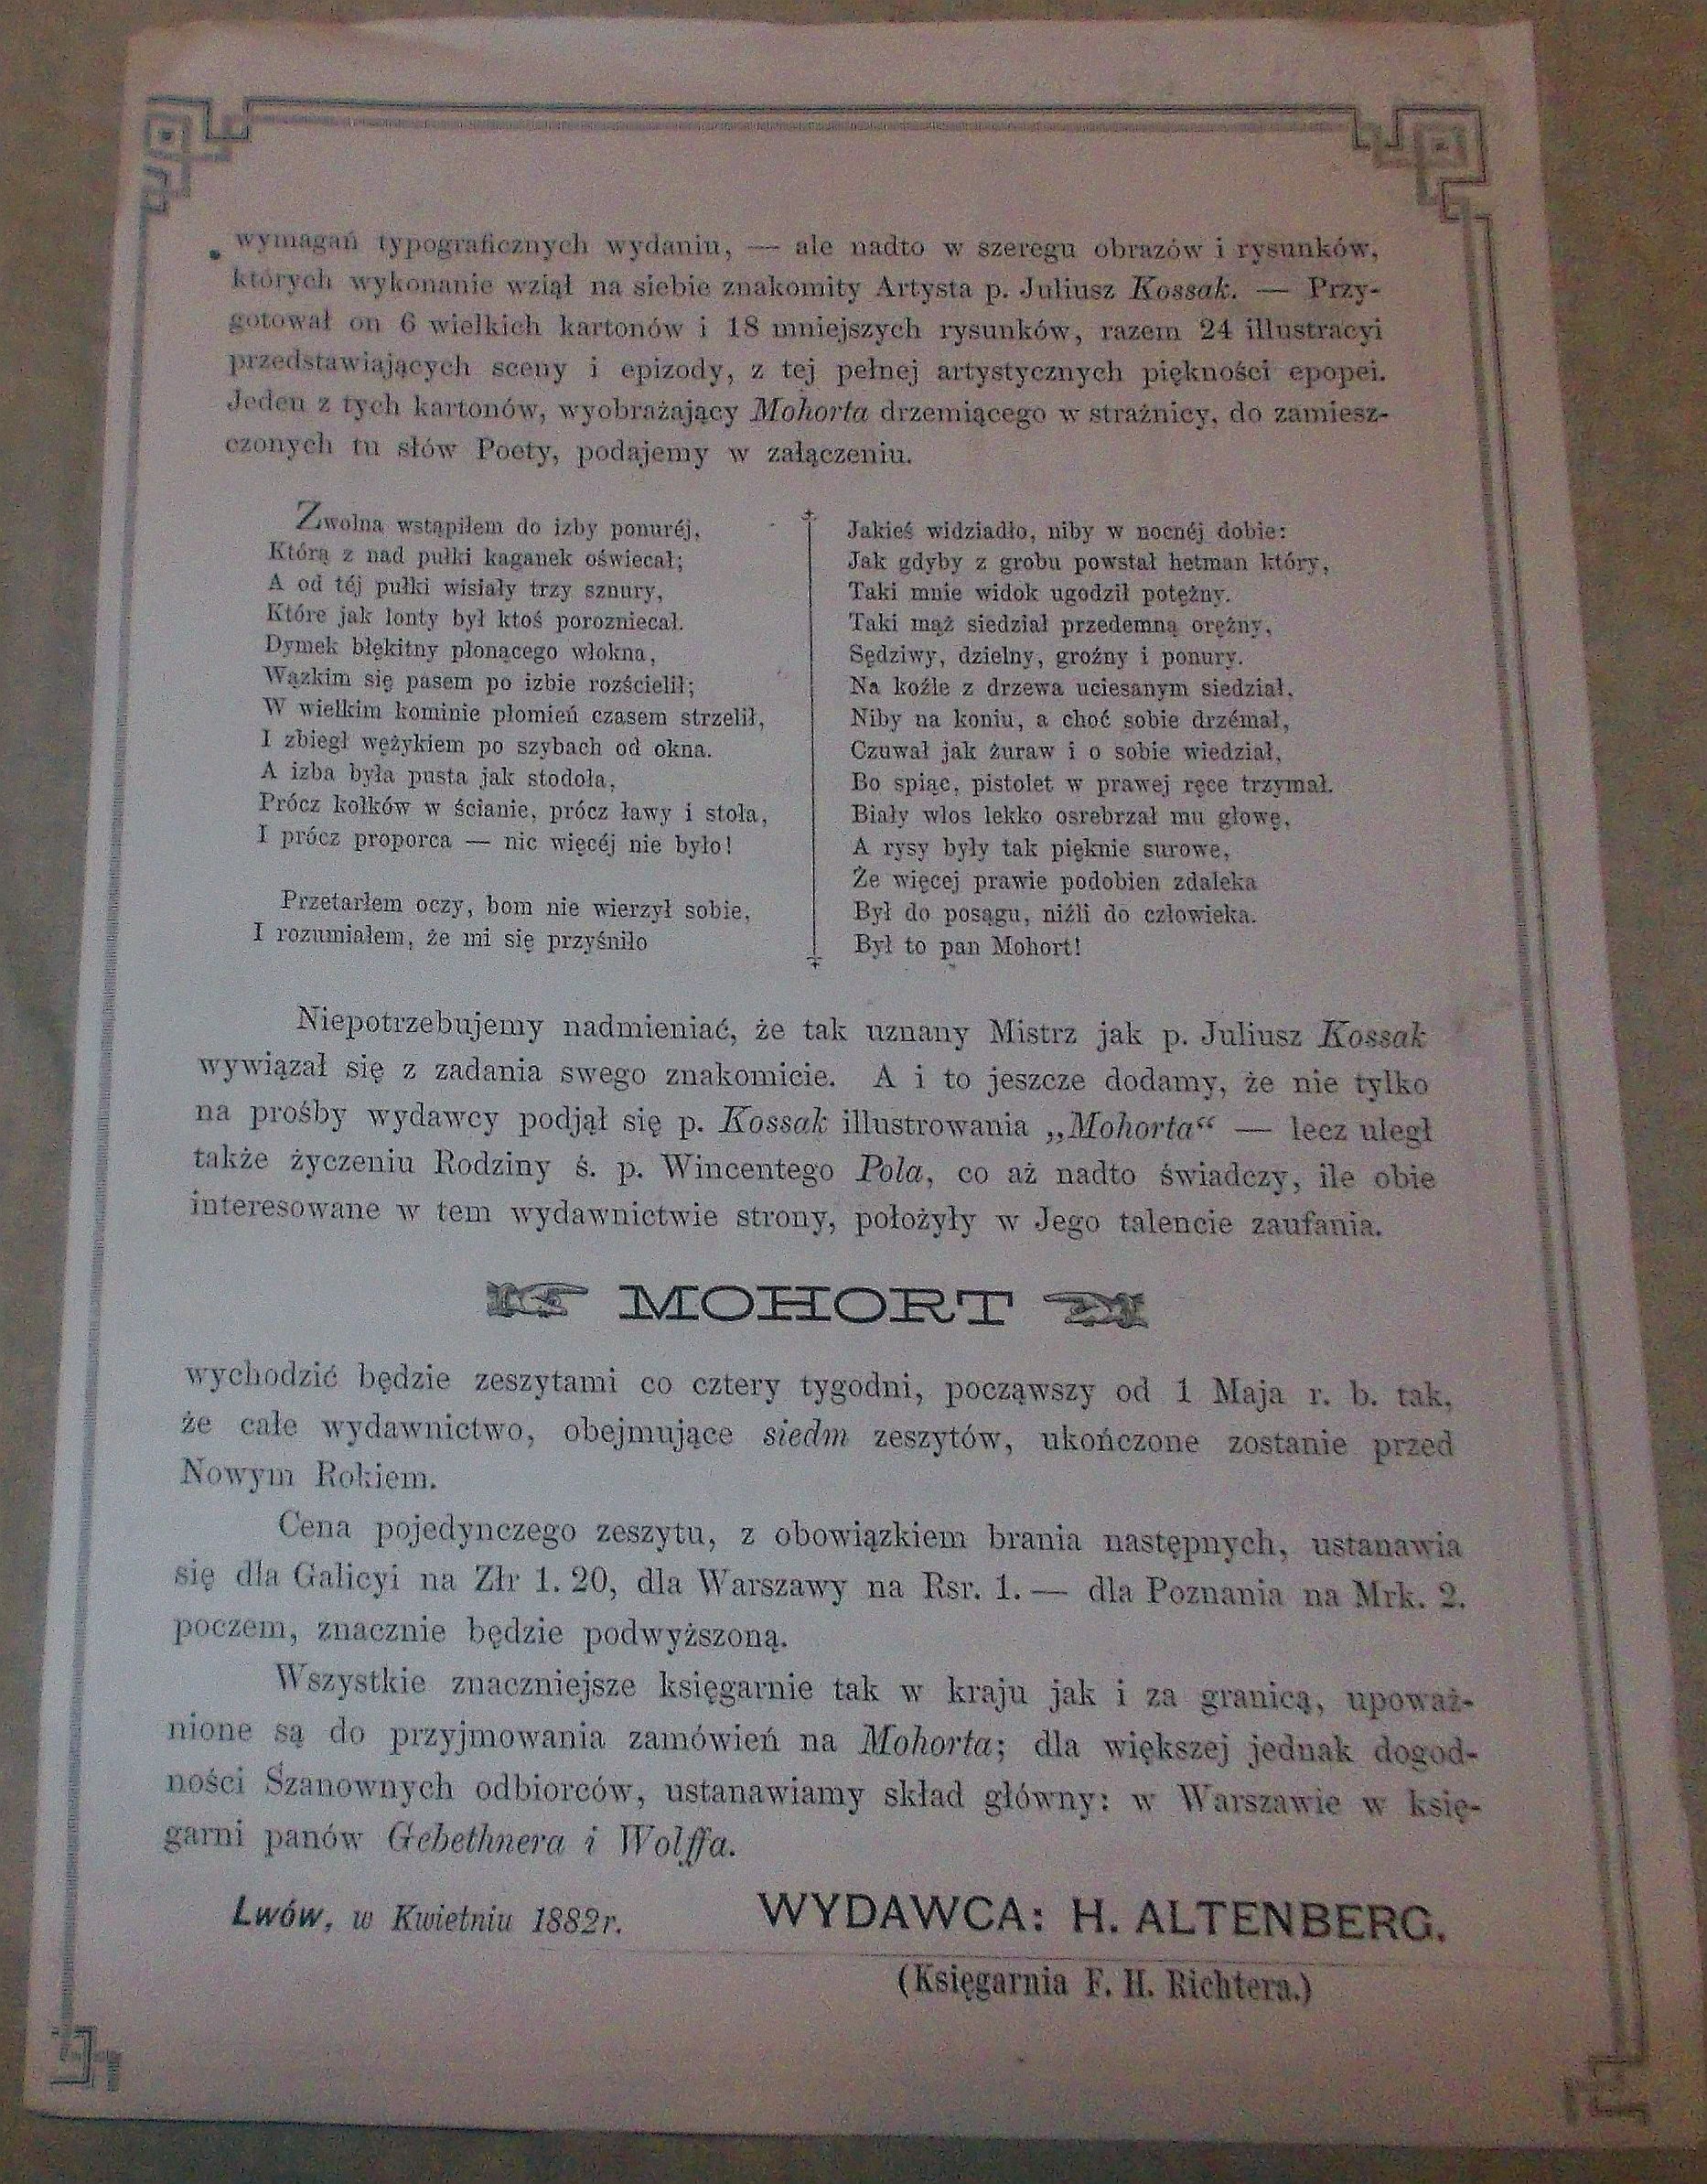 wymagań typograficznych wydaniu, — ale nadto w szeregu obrazów i rysunków,
których wykonanie wziął na siebie znakomity Artysta p. Juliusz Kossak. — Przy-
gotował on 6 wielkich kartonów i 18 mniejszych rysunków, razem 24 illustracyi
przedstawiających sceny i epizody, z tej pełnej artystycznych piękności epopei.
Jeden z tych kartonów, wyobrażający Mohorta drzemiącego w strażnicy, do zamiesz-
czonych tu słów Poety, podajemy w załączeniu.
Zwolna wstąpiłem do izby ponuréj,
Którą z nad pułki kaganek oświecał;
A od téj pułki wisiały trzy sznury,
Które jak lonty był ktoś porozniecał.
Dymek błękitny płonącego włokna,
Wązkim się pasem po izbie rozścielił;
W wielkim kominie płomień czasem strzelił,
I zbiegł wężykiem po szybach od okna.
A izba była pusta jak stodoła,
Prócz kołków w ścianie, prócz ławy i stoła,
I prócz proporca — nic więcéj nie było!
Przetarłem oczy, bom nie wierzył sobie,
I rozumiałem, że mi się przyśniło
Jakieś widziadło, niby w nocnéj dobie:
Jak gdyby z grobu powstał hetman który,
Taki mnie widok ugodził potężny.
Taki mąż siedział przedemną orężny,
Sędziwy, dzielny, groźny i ponury.
Na koźle z drzewa uciesanym siedział,
Niby na koniu, a choć sobie drzémał,
Czuwał jak żuraw i o sobie wiedział,
Bo spiąc, pistolet w prawej ręce trzymał.
Biały włos lekko osrebrzał mu głowę,
A rysy były tak pięknie surowe,
Że więcej prawie podobien zdaleka
Był do posągu, niźli do człowieka.
Był to pan Mohort!
Niepotrzebujemy nadmieniać, że tak uznany Mistrz jak p. Juliusz Kossak
wywiązał się z zadania swego znakomicie. A i to jeszcze dodamy, że nie tylko
na prośby wydawcy podjął się p. Kossak illustrowania „Mohorta“ — lecz uległ
także życzeniu Rodziny ś. p. Wincentego Pola, co aż nadto świadczy, ile obie
interesowane w tem wydawnictwie strony, położyły w Jego talencie zaufania.
MOHORT
wychodzić będzie zeszytami co cztery tygodni, począwszy od 1 Maja r. b. tak,
że całe wydawnictwo, obejmujące siedm zeszytów, ukończone zostanie przed
Nowym Rokiem.
Cena pojedynczego zeszytu, z obowiązkiem brania następnych, ustanawia
się dla Galicyi na Złr 1. 20, dla Warszawy na Rsr. 1. — dla Poznania na Mrk. 2.
poczem, znacznie będzie podwyższoną.
Wszystkie znaczniejsze księgarnie tak w kraju jak i za granicą, upoważ-
nione są do przyjmowania zamówień na Mohorta; dla większej jednak dogod-
ności Szanownych odbiorców, ustanawiamy skład główny: w Warszawie w księ-
garni panów Gebethnera i Wolffa.
Lwów, w Kwietniu 1882r.
WYDAWCA: H. ALTENBERG.
(Księgarnia F. H. Richtera.)